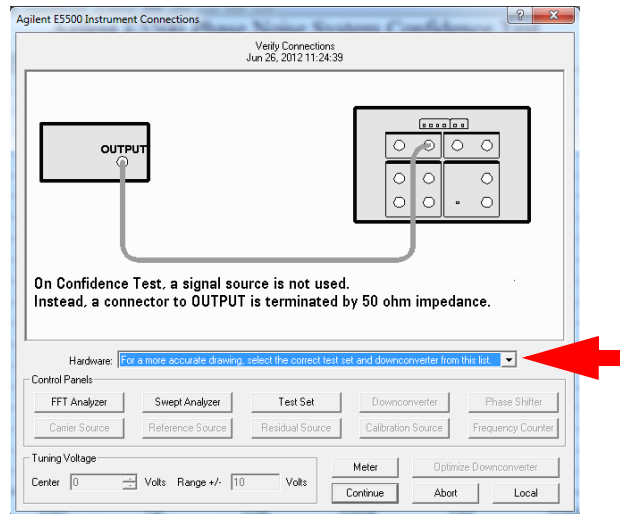 Agilent E5500 Instrument Connections
Verify Connections
Jun 26, 2012 11:24:39
OUTPUT
On Confidence Test, a signal source is not used.
Instead, a connector to OUTPUT is terminated by 50 ohm impedance.
Hardware: For a more accurate drawing, select the correct test set and downconverter from this list.
Control Panels
FFT Analyzer Swept Analyzer Test Set Downconverter Phase Shifter
Carrier Source Reference Source Residual Source Calibration Source Frequency Counter
Tuning Voltage
Center 0 Volts Range +/- 10 Volts
Meter Optimize Downconverter
Continue Abort Local